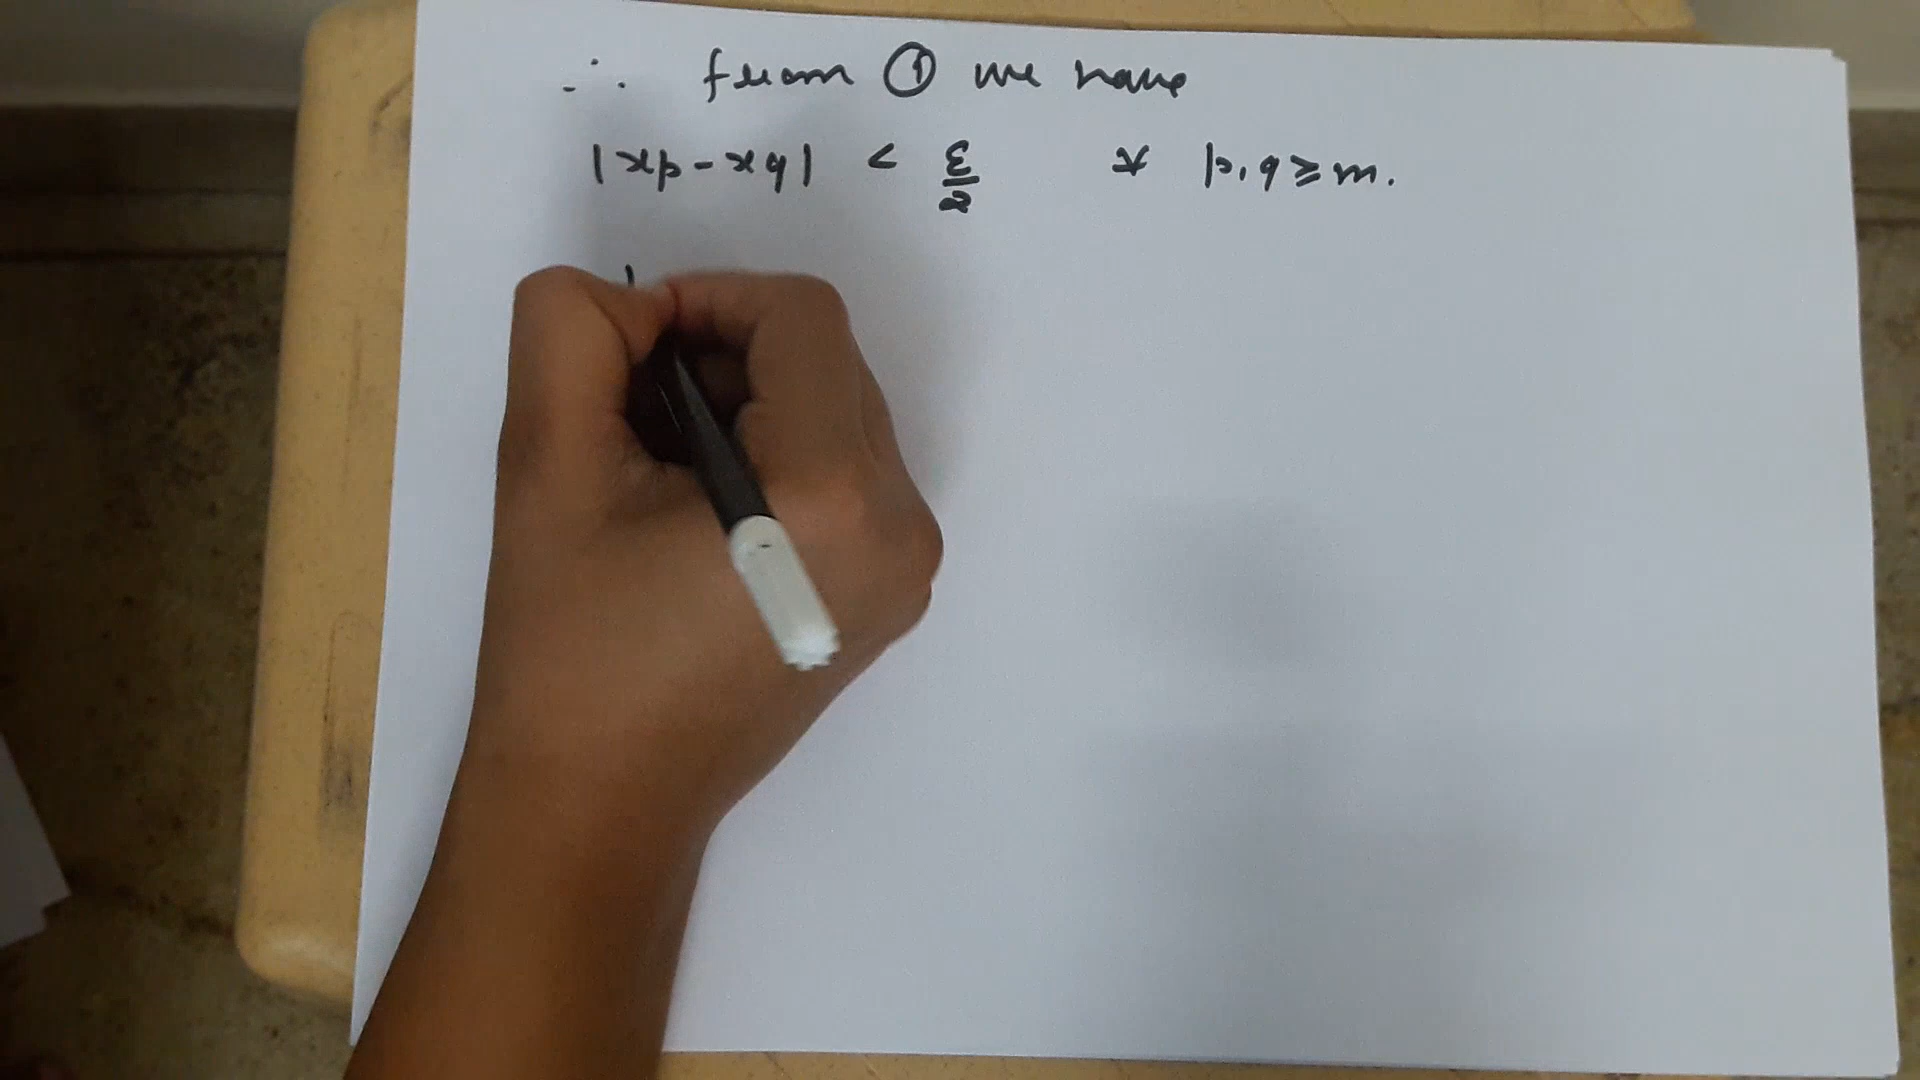 ∴ from ① we have
|xp - xq| < ε/2 ∀ p, q ≥ m.